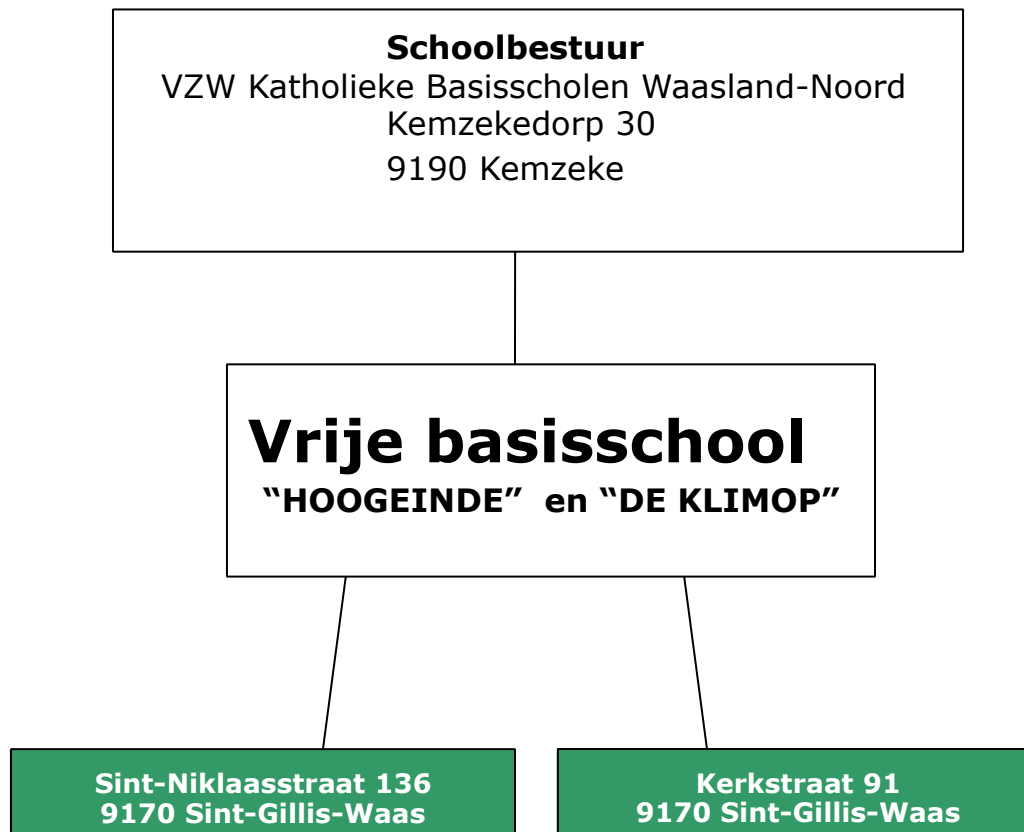 Schoolbestuur
VZW Katholieke Basisscholen Waasland-Noord
Kemzekedorp 30
9190 Kemzeke
Vrije basisschool
“HOOGEINDE” en “DE KLIMOP”
Sint-Niklaasstraat 136
9170 Sint-Gillis-Waas
Kerkstraat 91
9170 Sint-Gillis-Waas